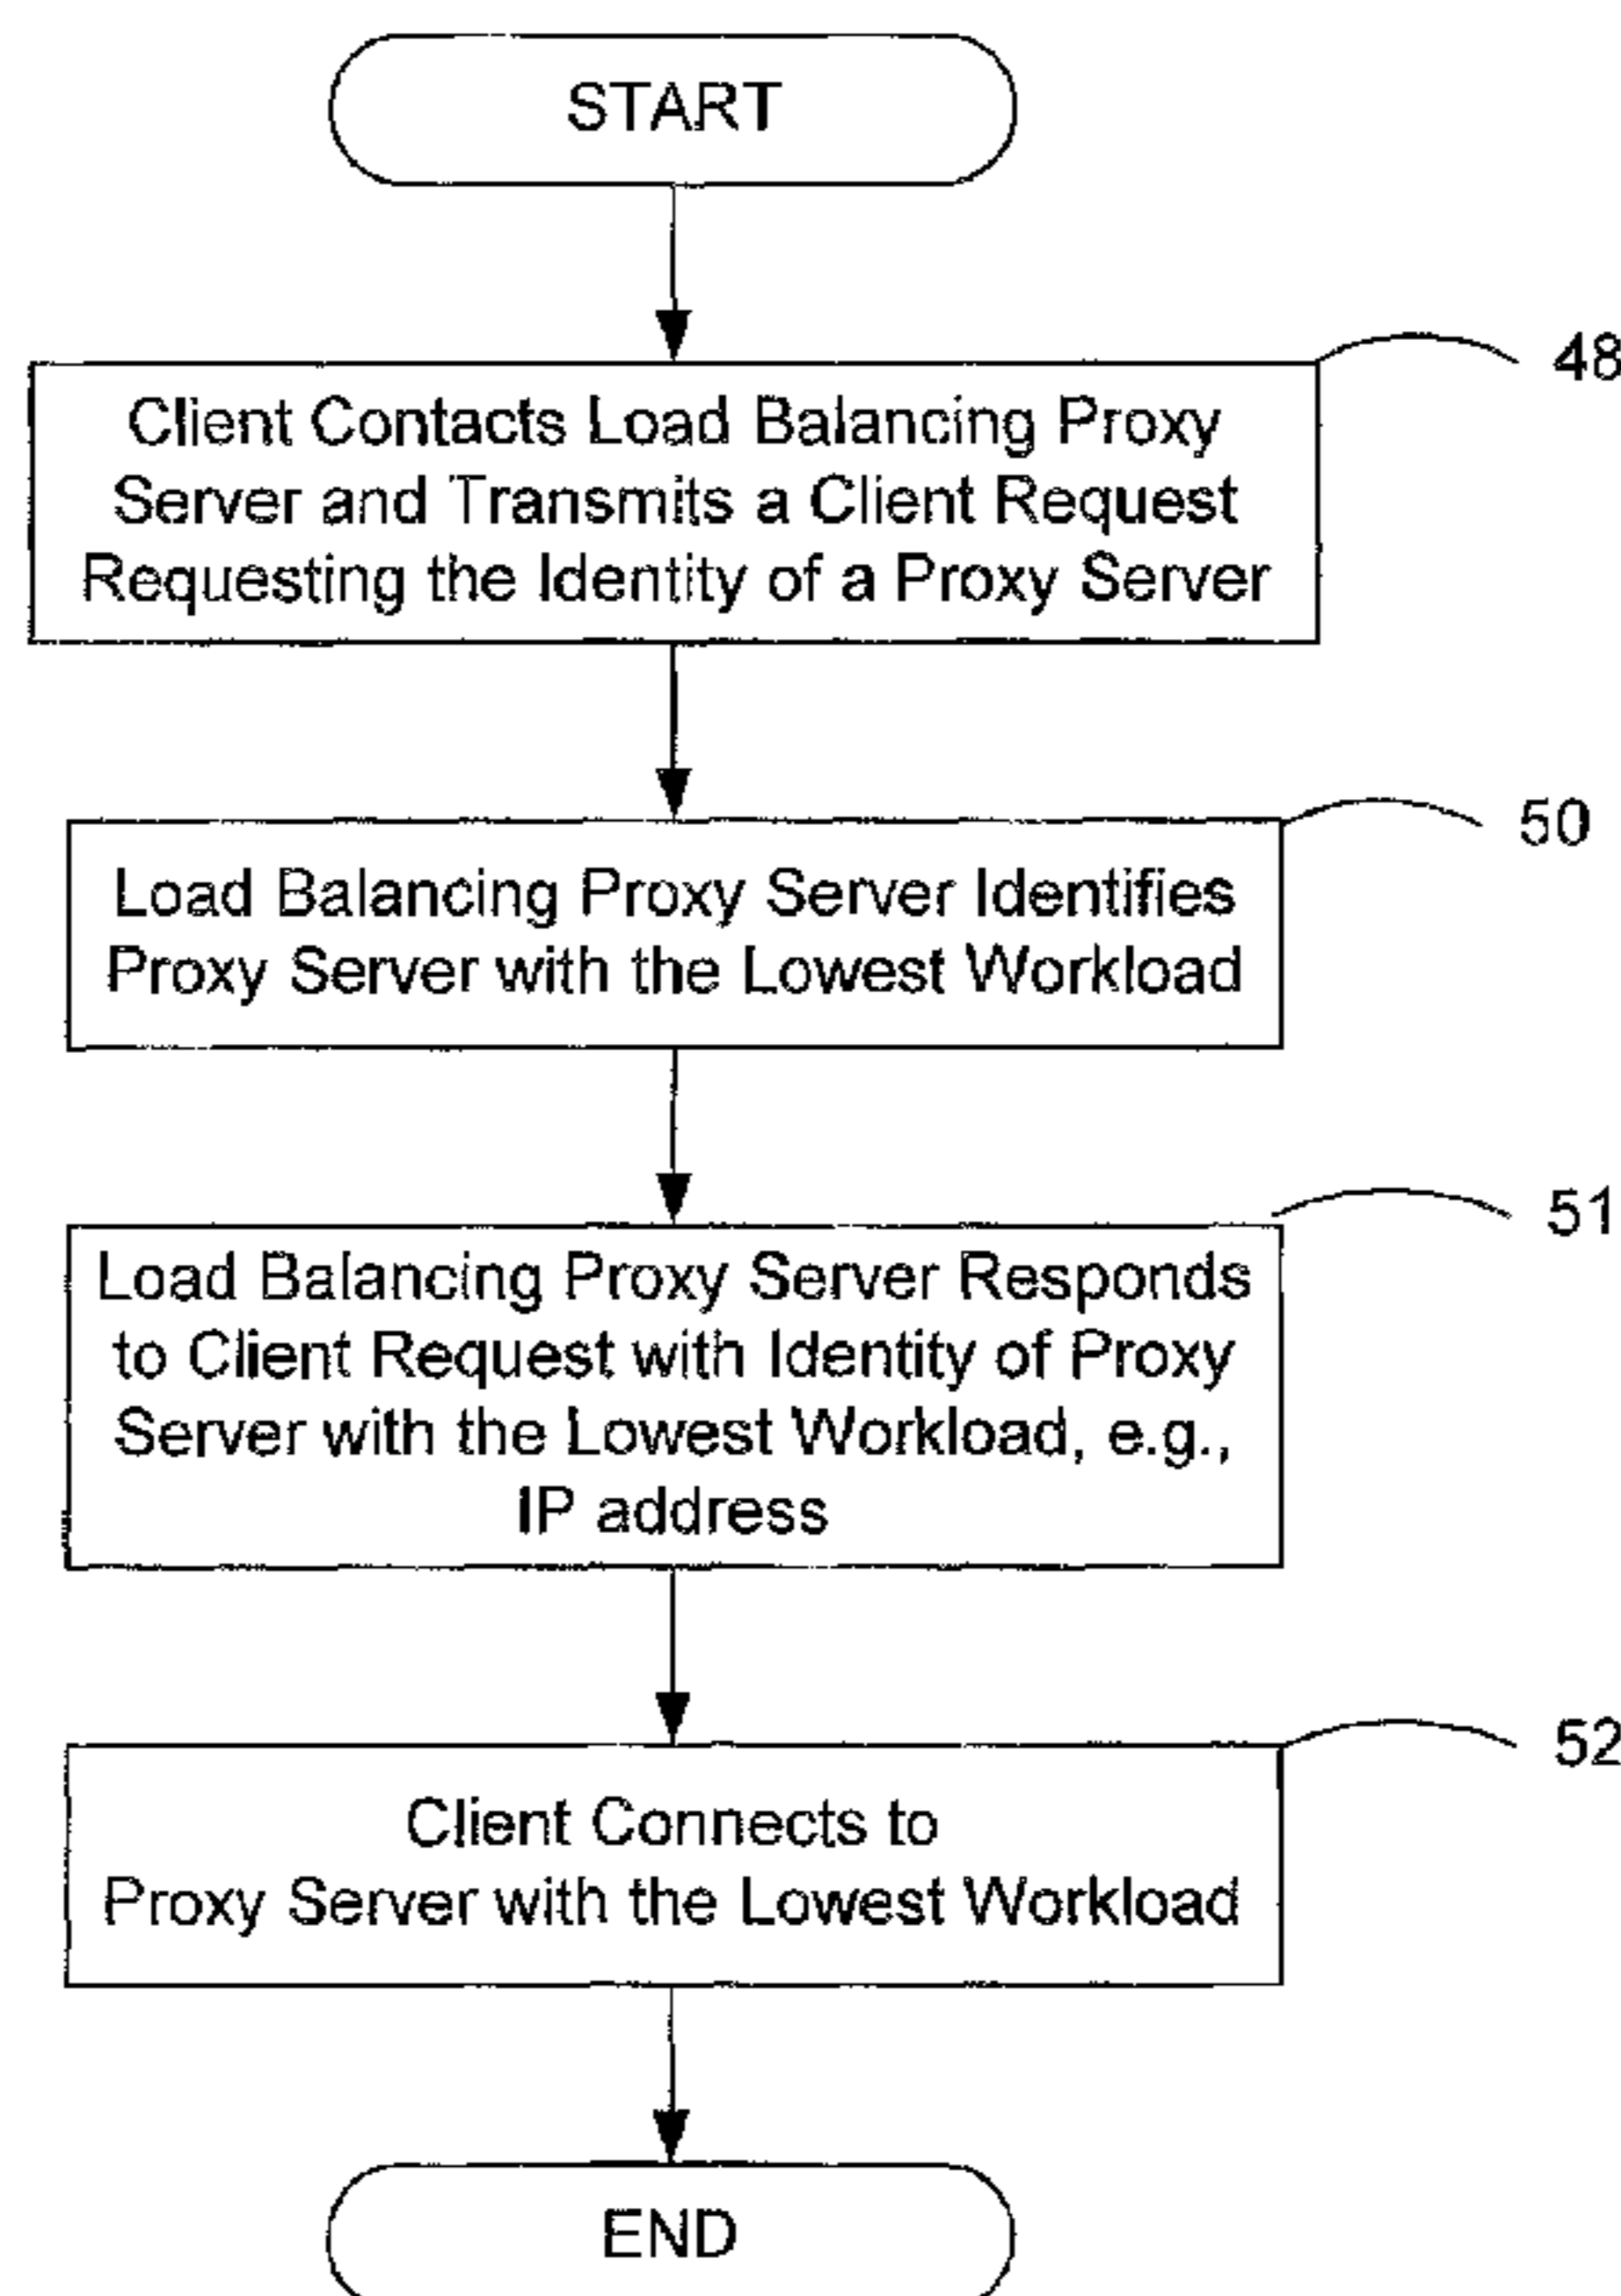 START
48
Client Contacts Load Balancing Proxy
Server and Transmits a Client Request
Requesting the Identity of a Proxy Server
50
Load Balancing Proxy Server Identifies
Proxy Server with the Lowest Workload
51
Load Balancing Proxy Server Responds
to Client Request with Identity of Proxy
Server with the Lowest Workload, e.g.,
IP address
52
Client Connects to
Proxy Server with the Lowest Workload
END